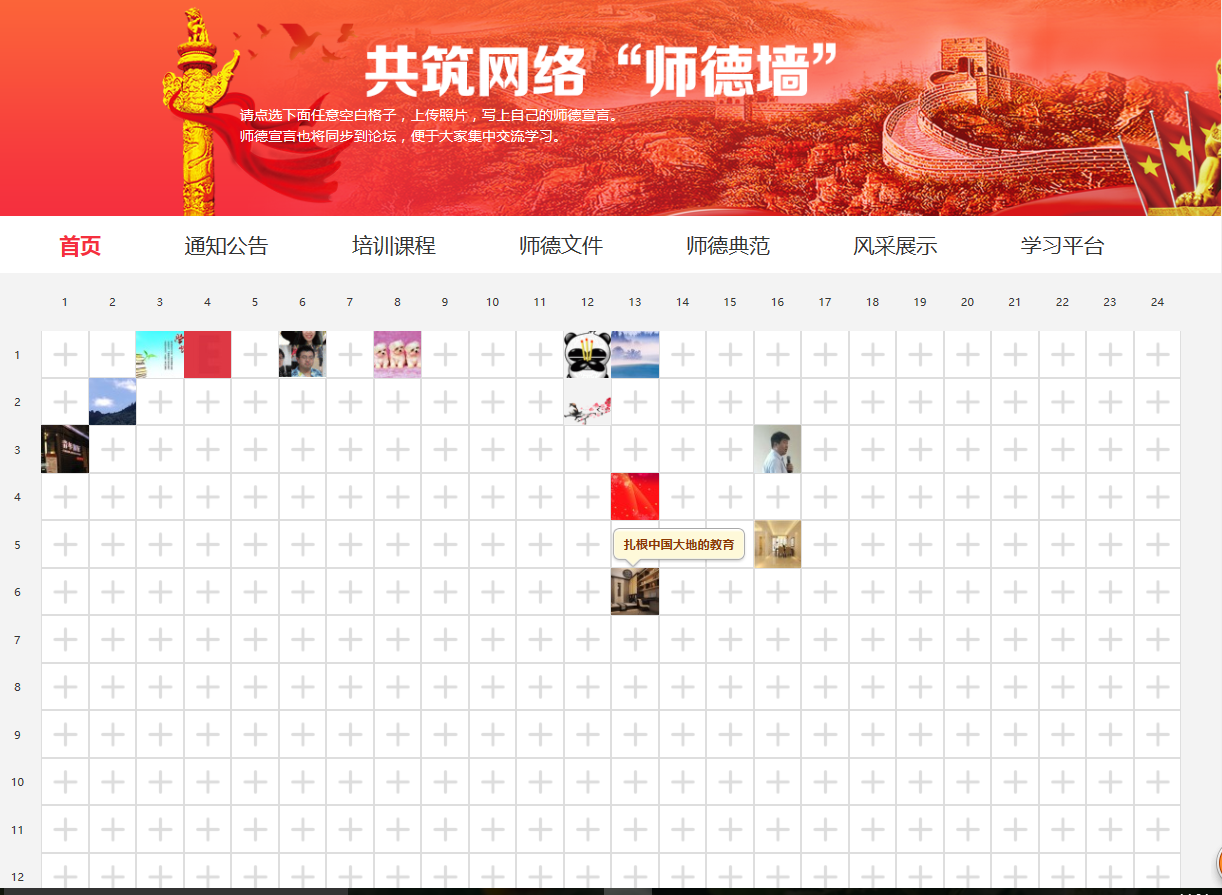 共筑网络“师德墙”
请点选下面任意空白格子，上传照片，写上自己的师德宣言。
师德宣言也将同步到论坛，便于大家集中交流学习。
首页 通知公告 培训课程 师德文件 师德典范 风采展示 学习平台
1 2 3 4 5 6 7 8 9 10 11 12 13 14 15 16 17 18 19 20 21 22 23 24
1
2
3
4
5
扎根中国大地的教育
6
7
8
9
10
11
12